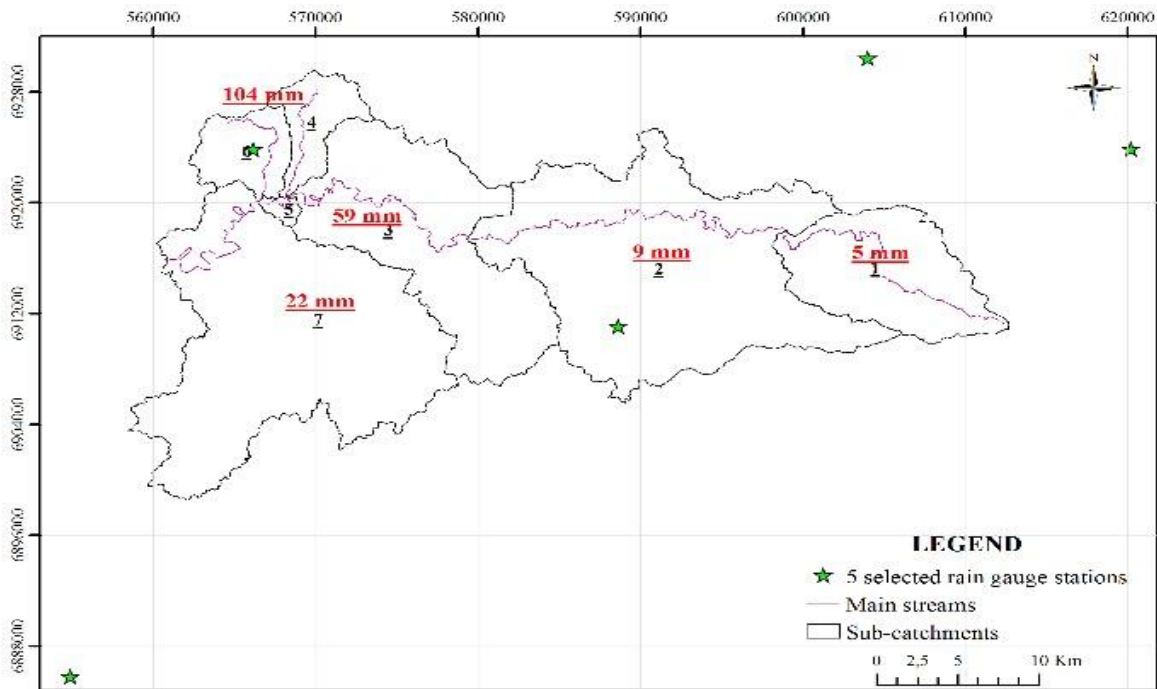 560000 570000 580000 590000 600000 610000 620000
6928000
6920000
6912000
6904000
6896000
6888000
N
104 mm
4
6
5
59 mm
3
9 mm
2
5 mm
1
22 mm
7
LEGEND
5 selected rain gauge stations
Main streams
Sub-catchments
0 2,5 5 10 Km